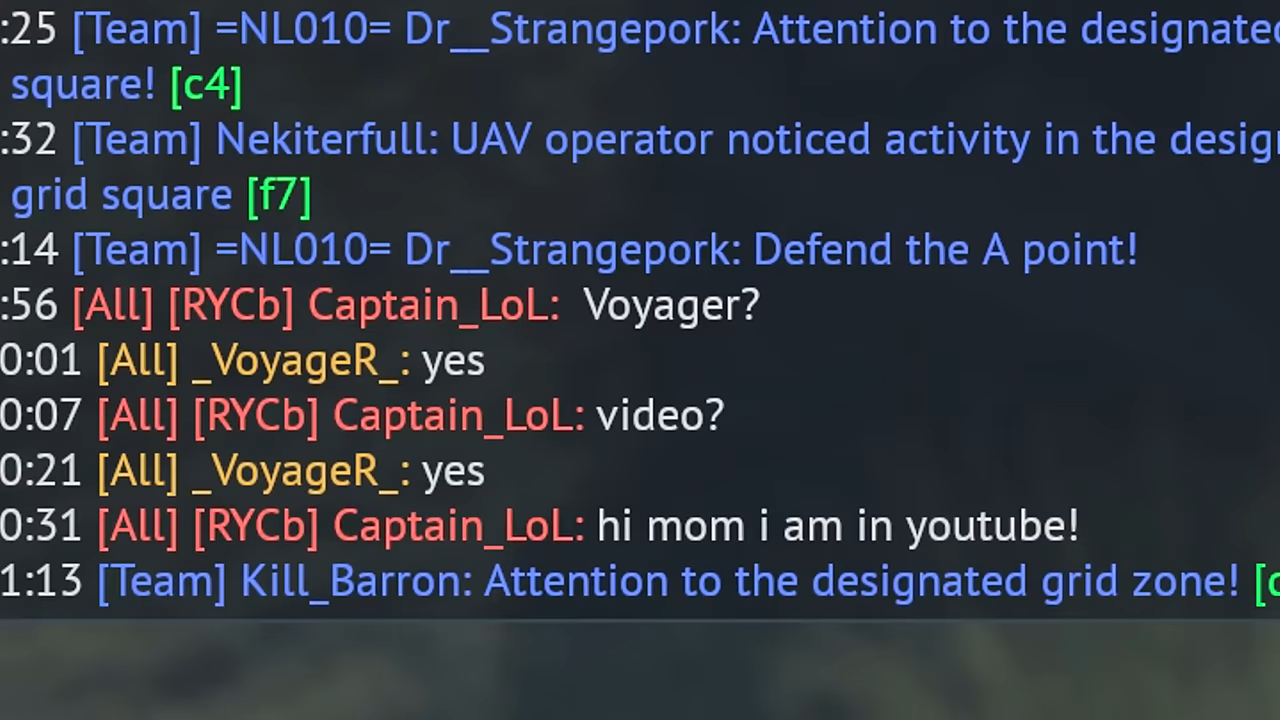 :25 [Team] =NL010= Dr__Strangepork: Attention to the designated
square! [c4]
:32 [Team] Nekiterfull: UAV operator noticed activity in the
grid square [f7]
:14 [Team] =NL010= Dr__Strangepork: Defend the A point!
:56 [All] [RYCb] Captain_LoL: Voyager?
0:01 [All] _VoyageR_: yes
0:07 [All] [RYCb] Captain_LoL: video?
0:21 [All] _VoyageR_: yes
0:31 [All] [RYCb] Captain_LoL: hi mom i am in youtube!
1:13 [Team] Kill_Barron: Attention to the designated grid zone!